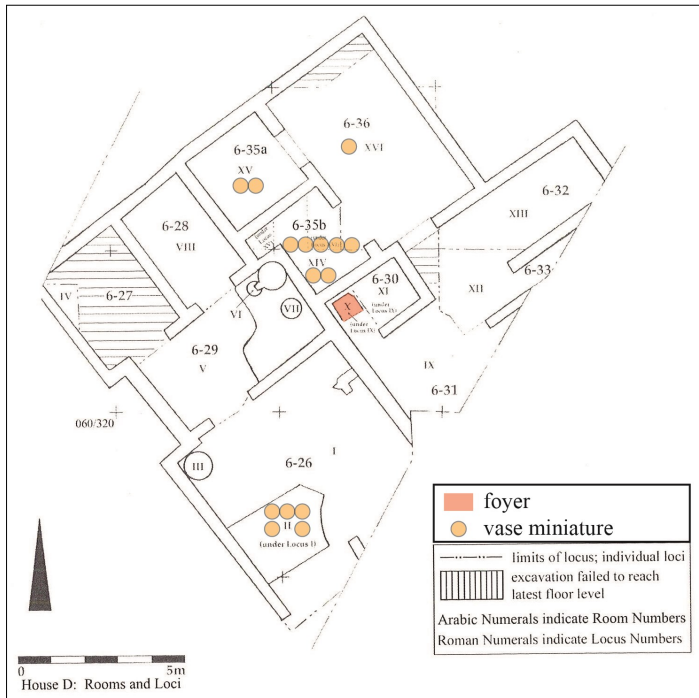 6-36
XVI
6-35a
XV
6-32
XIII
6-28
VIII
6-35b
XIV
6-33
XII
6-30
XI
(under
Locus IX)
X
(under
Locus IX)
6-27
IV
VI
VII
6-29
V
IX
6-31
060/320
I
6-26
III
II
(under Locus I)
foyer
vase miniature
limits of locus; individual loci
excavation failed to reach
latest floor level
Arabic Numerals indicate Room Numbers
Roman Numerals indicate Locus Numbers
0
5m
House D: Rooms and Loci